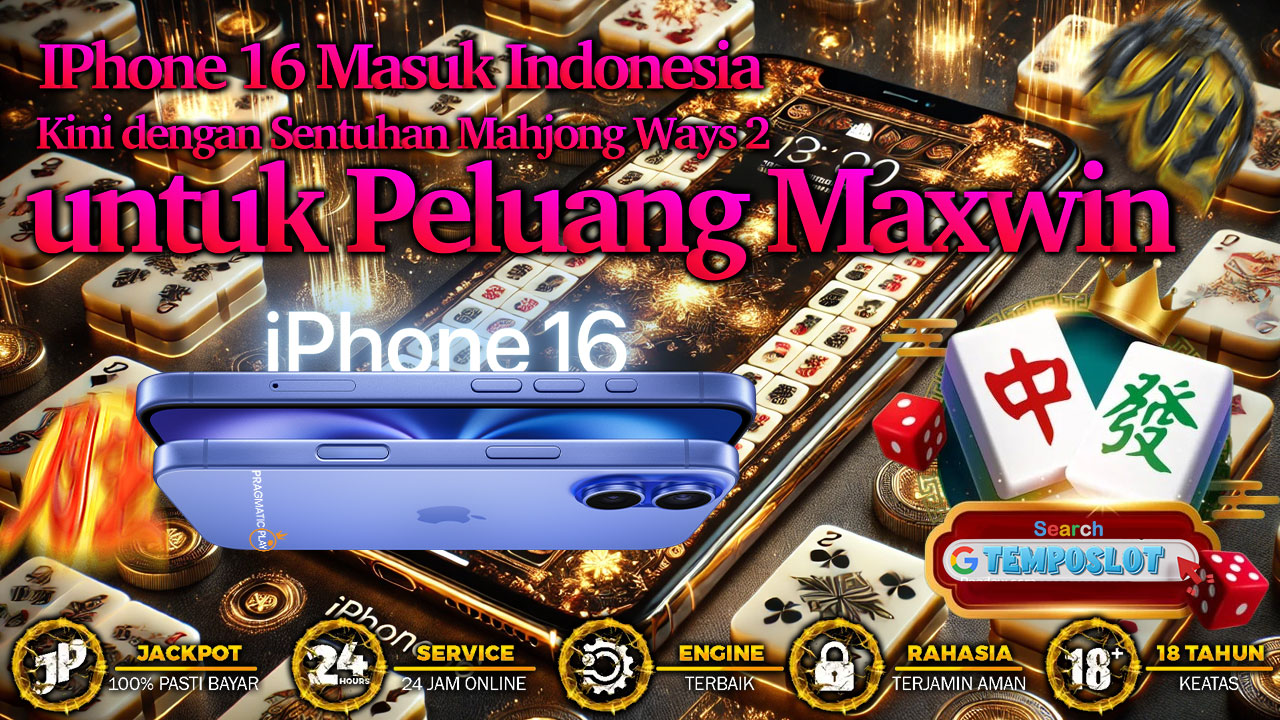 IPhone 16 Masuk Indonesia
Kini dengan Sentuhan Mahjong Ways 2
untuk Peluang Maxwin
13:20
iPhone 16
PRAGMATIC PLAY
中 發
Search
G TEMPOSLOT
iPhone
JP
JACKPOT
100% PASTI BAYAR
24 HOURS
SERVICE
24 JAM ONLINE
ENGINE
TERBAIK
RAHASIA
TERJAMIN AMAN
18+
18 TAHUN
KEATAS